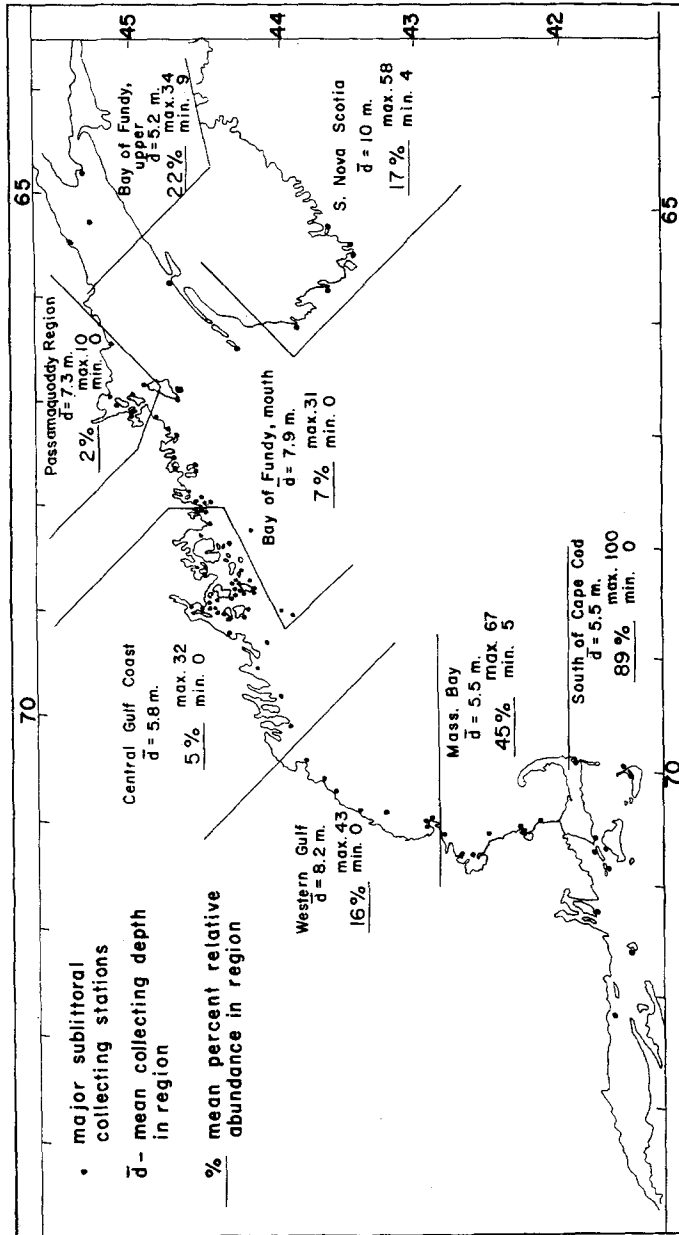 • major sublittoral
collecting stations
d̄ - mean collecting depth
in region
% mean percent relative
abundance in region
45
44
43
42
65
65
70
70
Passamaquoddy Region
d̄ = 7.3 m.
2% max. 10
min. 0
Bay of Fundy,
upper
d̄ = 5.2 m.
22% max. 34
min. 9
S. Nova Scotia
d̄ = 10 m.
17% max. 58
min. 4
Bay of Fundy, mouth
d̄ = 7.9 m.
7% max. 31
min. 0
Central Gulf Coast
d̄ = 5.8 m.
5% max. 32
min. 0
Western Gulf
d̄ = 8.2 m.
16% max. 43
min. 0
Mass. Bay
d̄ = 5.5 m.
45% max. 67
min. 5
South of Cape Cod
d̄ = 5.5 m.
89% max. 100
min. 0